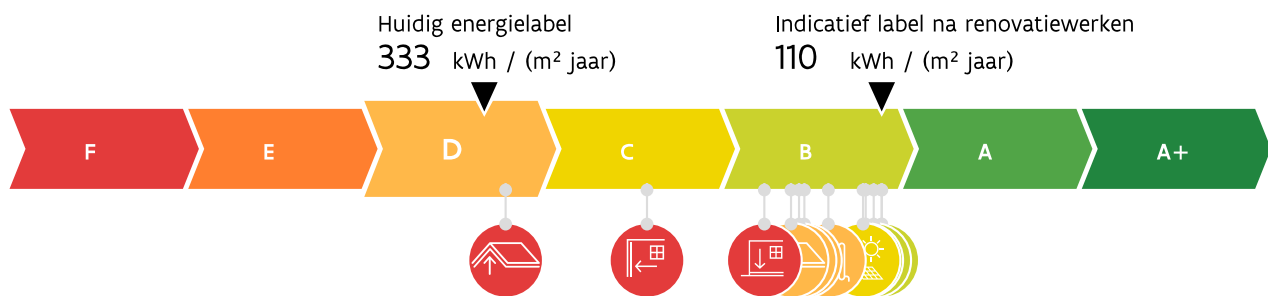 Huidig energielabel
333 kWh / (m² jaar)
Indicatief label na renovatiewerken
110 kWh / (m² jaar)
F E D C B A A+